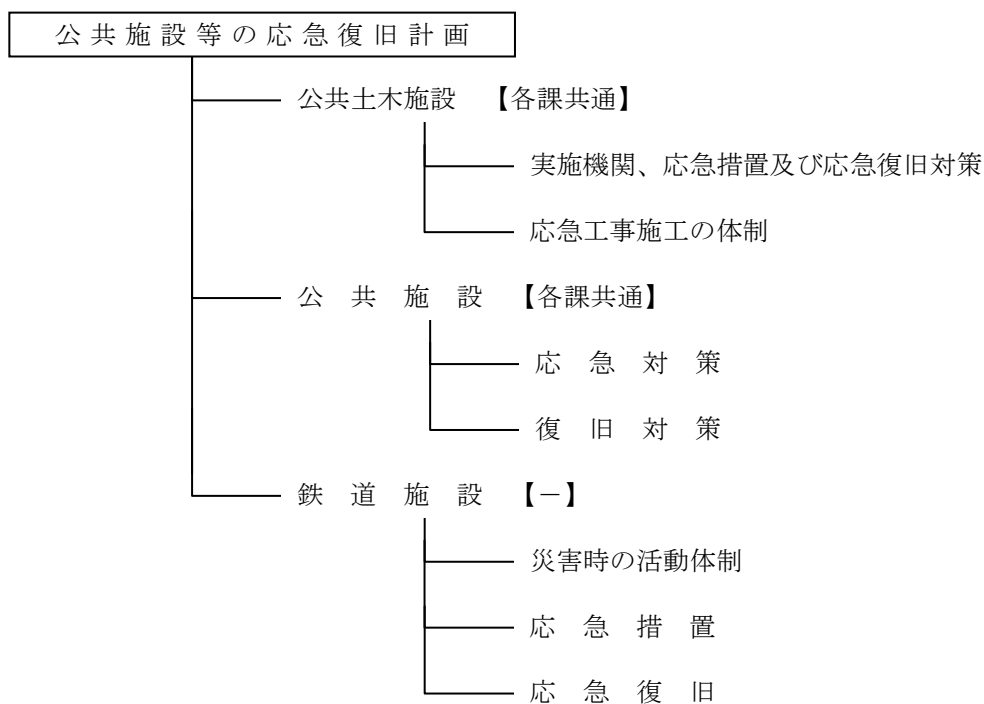 公共施設等の応急復旧計画
公共土木施設 【各課共通】
実施機関、応急措置及び応急復旧対策
応急工事施工の体制
公共施設 【各課共通】
応急対策
復旧対策
鉄道施設 【－】
災害時の活動体制
応急措置
応急復旧